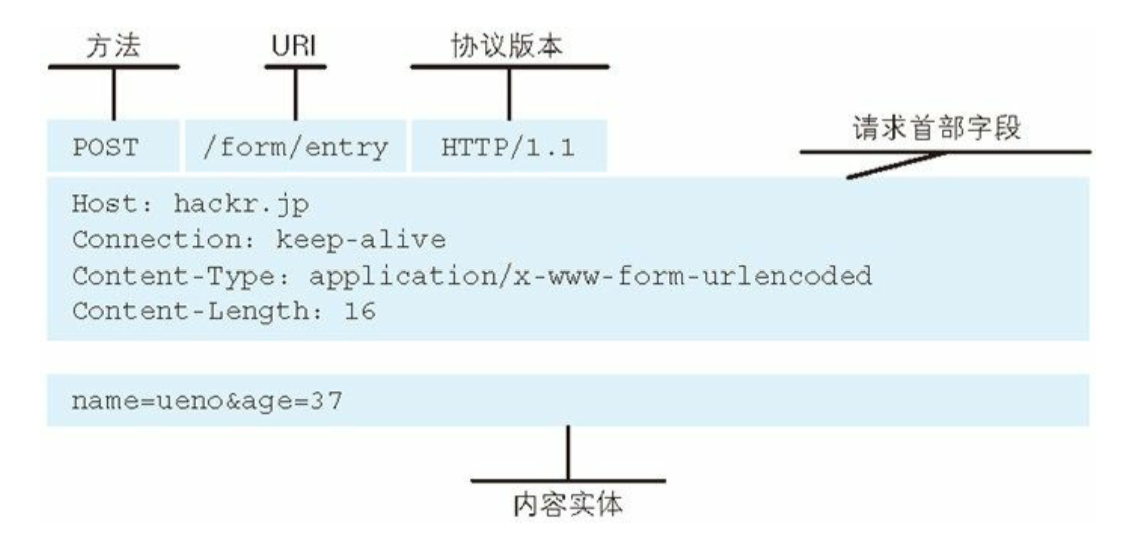 方法 URI 协议版本
POST /form/entry HTTP/1.1
请求首部字段
Host: hackr.jp
Connection: keep-alive
Content-Type: application/x-www-form-urlencoded
Content-Length: 16
name=ueno&age=37
内容实体